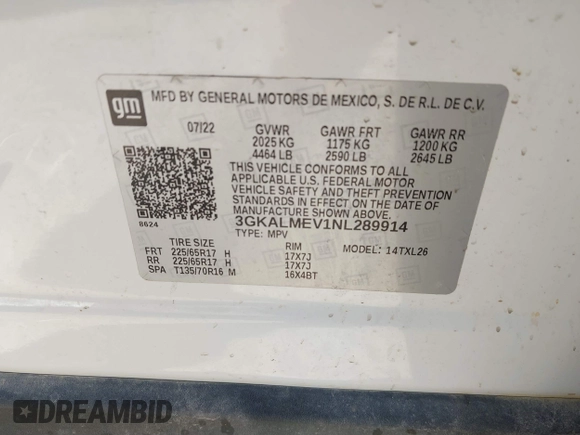 gm
MFD BY GENERAL MOTORS DE MEXICO, S. DE R.L. DE C.V.
07/22 GVWR GAWR FRT GAWR RR
2025 KG 1175 KG 1200 KG
4464 LB 2590 LB 2645 LB
THIS VEHICLE CONFORMS TO ALL
APPLICABLE U.S. FEDERAL MOTOR
VEHICLE SAFETY AND THEFT PREVENTION
STANDARDS IN EFFECT ON THE DATE OF
MANUFACTURE SHOWN ABOVE.
8624 3GKALMEV1NL289914
TYPE: MPV MODEL: 14TXL26
TIRE SIZE RIM
FRT 225/65R17 H 17X7J
RR 225/65R17 H 17X7J
SPA T135/70R16 M 16X4BT
DREAMBID